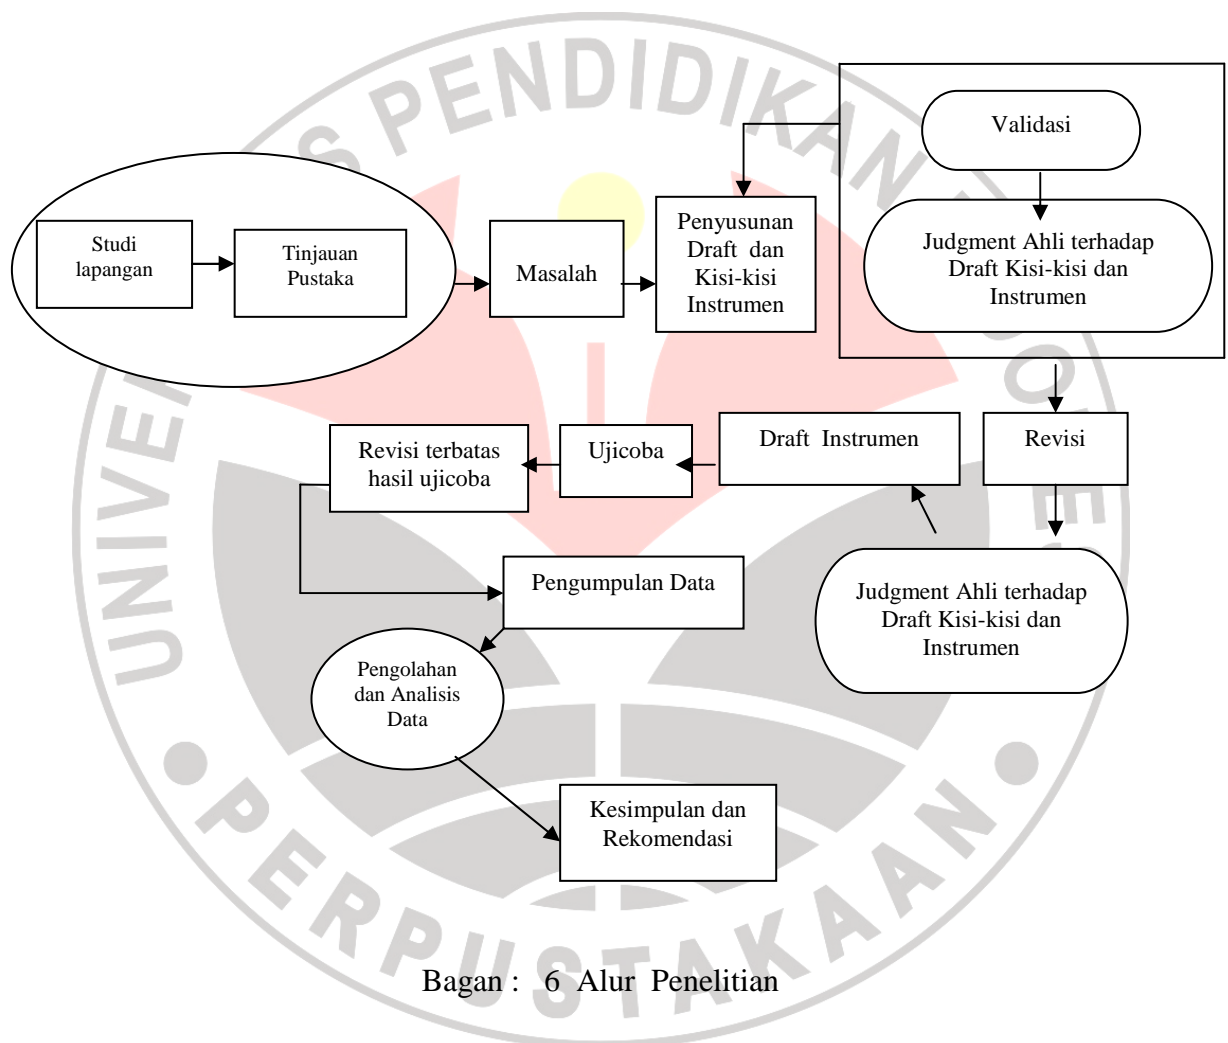 Studi
lapangan
Tinjauan
Pustaka
Masalah
Penyusunan
Draft dan
Kisi-kisi
Instrumen
Validasi
Judgment Ahli terhadap
Draft Kisi-kisi dan
Instrumen
Revisi
Judgment Ahli terhadap
Draft Kisi-kisi dan
Instrumen
Draft Instrumen
Ujicoba
Revisi terbatas
hasil ujicoba
Pengumpulan Data
Pengolahan
dan Analisis
Data
Kesimpulan dan
Rekomendasi
Bagan : 6 Alur Penelitian
PENDIDIKAN
PERPUSTAKAAN